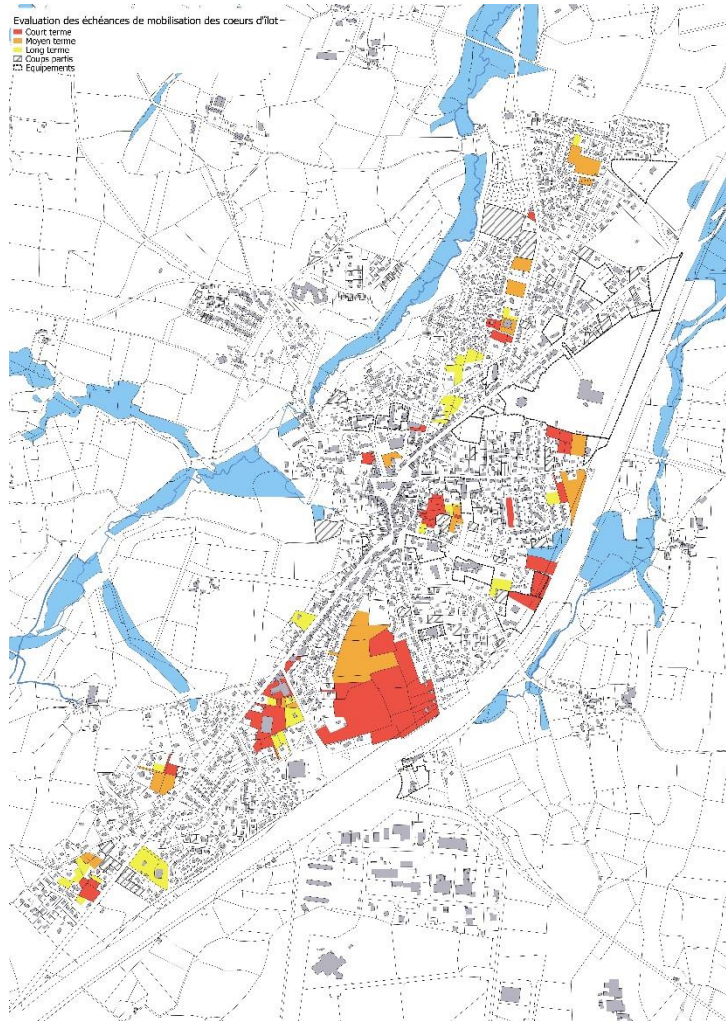 Evaluation des échéances de mobilisation des coeurs d'îlot
Court terme
Moyen terme
Long terme
Coups partis
Equipements